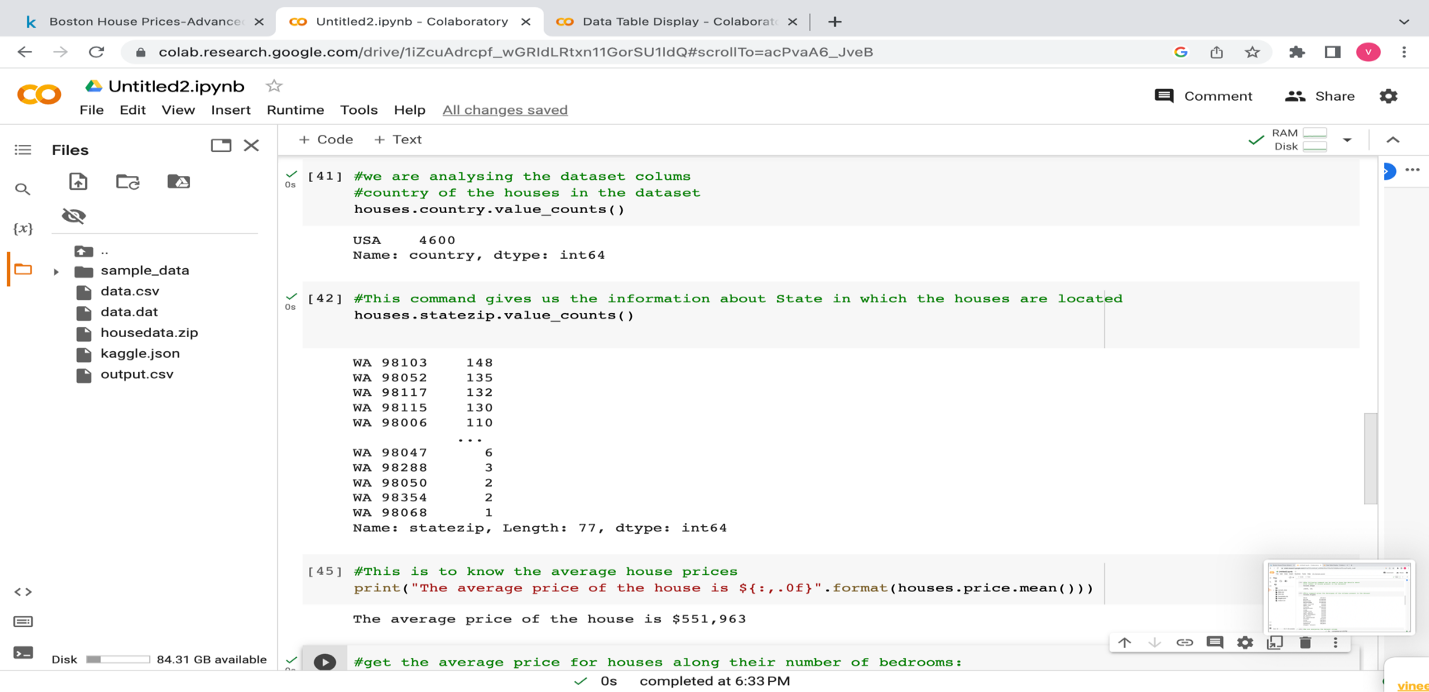 Boston House Prices-Advance
Untitled2.ipynb - Colaboratory
Data Table Display - Colaborat
colab.research.google.com/drive/1iZcuAdrcpf_wGRIdLRtxn11GorSU1ldQ#scrollTo=acPvaA6_JveB
V
Untitled2.ipynb
File Edit View Insert Runtime Tools Help All changes saved
Comment
Share
Files
+ Code + Text
RAM
Disk
{x}
..
sample_data
data.csv
data.dat
housedata.zip
kaggle.json
output.csv
Disk 84.31 GB available
0s
[41] #we are analysing the dataset colums
#country of the houses in the dataset
houses.country.value_counts()
USA 4600
Name: country, dtype: int64
0s
[42] #This command gives us the information about State in which the houses are located
houses.statezip.value_counts()
WA 98103 148
WA 98052 135
WA 98117 132
WA 98115 130
WA 98006 110
...
WA 98047 6
WA 98288 3
WA 98050 2
WA 98354 2
WA 98068 1
Name: statezip, Length: 77, dtype: int64
[45] #This is to know the average house prices
print("The average price of the house is ${:,.0f}".format(houses.price.mean()))
The average price of the house is $551,963
#get the average price for houses along their number of bedrooms:
0s completed at 6:33 PM
vinee